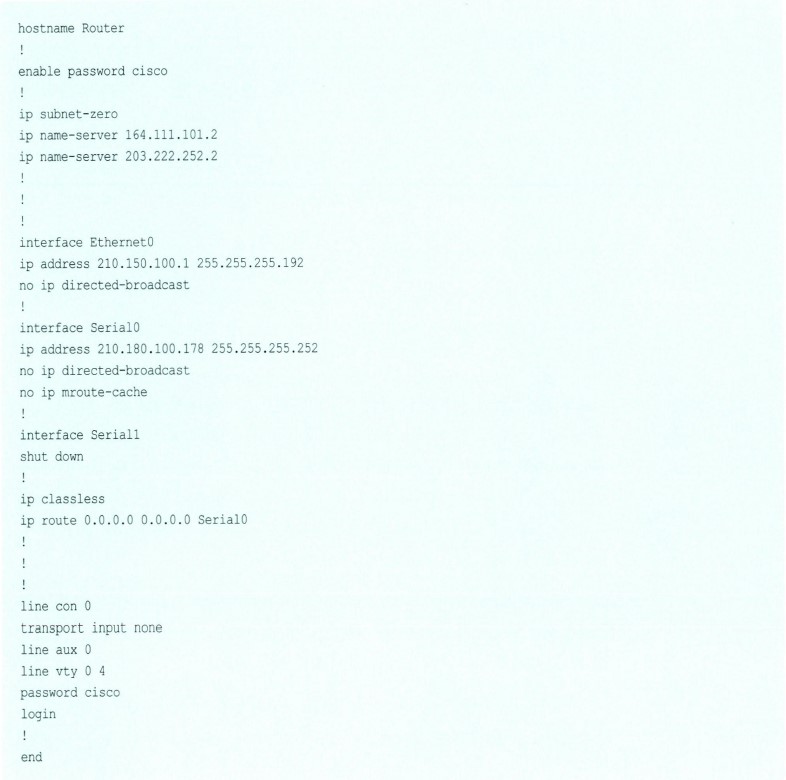 hostname Router
!
enable password cisco
!
ip subnet-zero
ip name-server 164.111.101.2
ip name-server 203.222.252.2
!
!
!
interface Ethernet0
ip address 210.150.100.1 255.255.255.192
no ip directed-broadcast
!
interface Serial0
ip address 210.180.100.178 255.255.255.252
no ip directed-broadcast
no ip mroute-cache
!
interface Serial1
shut down
!
ip classless
ip route 0.0.0.0 0.0.0.0 Serial0
!
!
!
line con 0
transport input none
line aux 0
line vty 0 4
password cisco
login
!
end